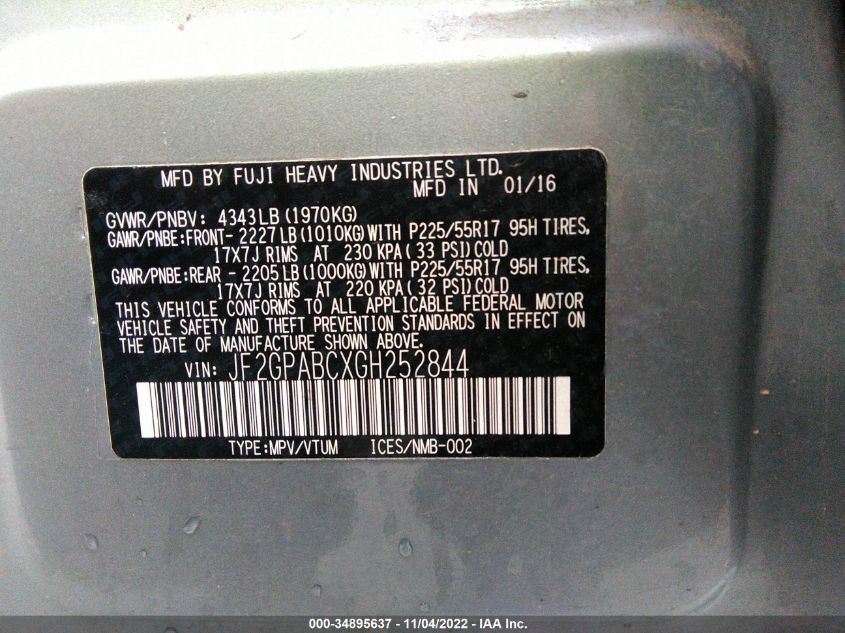 MFD BY FUJI HEAVY INDUSTRIES LTD.
MFD IN 01/16
GVWR/PNBV: 4343LB(1970KG)
GAWR/PNBE:FRONT- 2227LB(1010KG)WITH P225/55R17 95H TIRES,
17X7J RIMS AT 230 KPA( 33 PSI)COLD
GAWR/PNBE:REAR - 2205LB(1000KG)WITH P225/55R17 95H TIRES,
17X7J RIMS AT 220 KPA( 32 PSI)COLD
THIS VEHICLE CONFORMS TO ALL APPLICABLE FEDERAL MOTOR
VEHICLE SAFETY AND THEFT PREVENTION STANDARDS IN EFFECT ON
THE DATE OF MANUFACTURE SHOWN ABOVE.
VIN: JF2GPABCXGH252844
TYPE:MPV/VTUM ICES/NMB-002
000-34895637 - 11/04/2022 - IAA Inc.